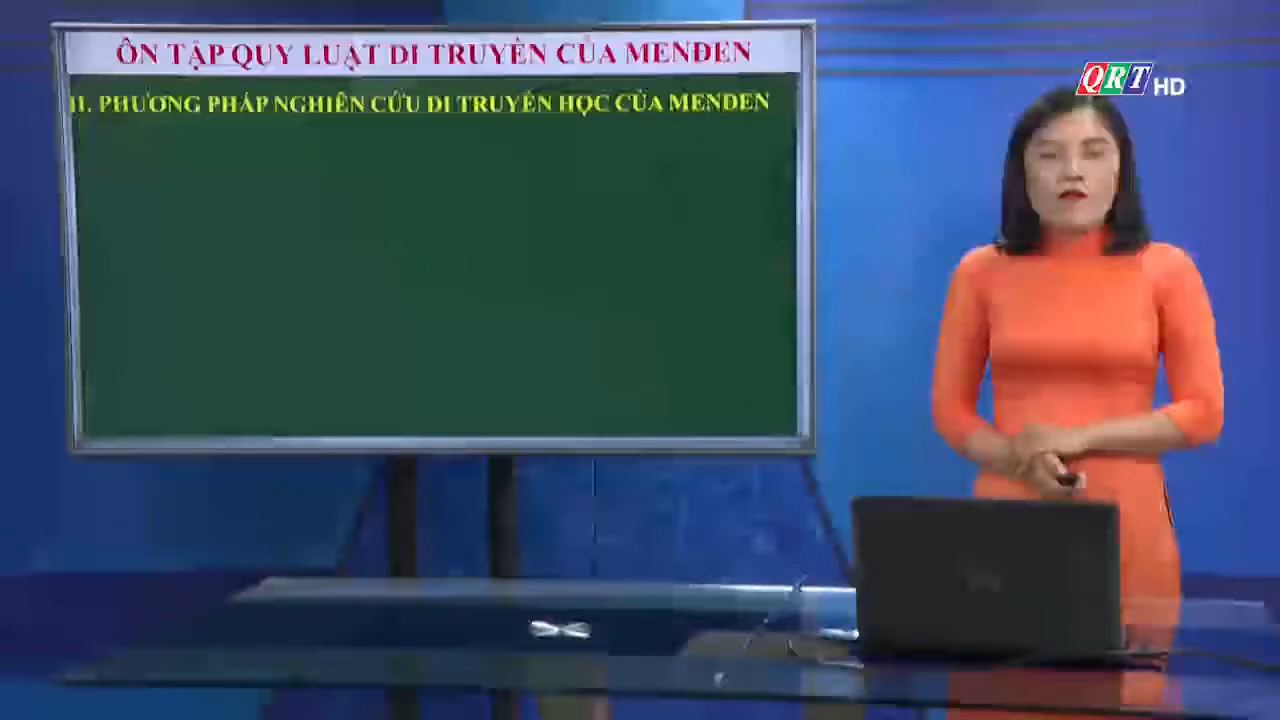 ÔN TẬP QUY LUẬT DI TRUYỀN CỦA MENĐEN
QRT HD
II. PHƯƠNG PHÁP NGHIÊN CỨU DI TRUYỀN HỌC CỦA MENĐEN